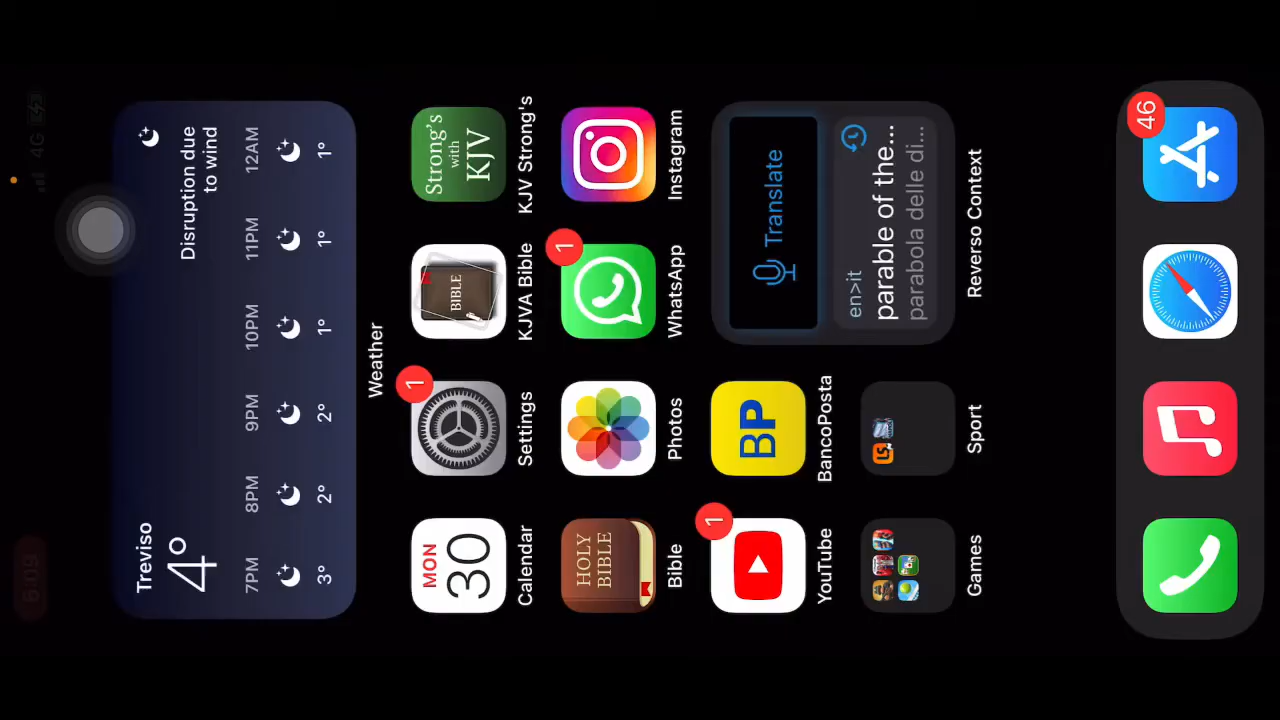 6:09
4G
Treviso
4°
Disruption due
to wind
7PM 8PM 9PM 10PM 11PM 12AM
3° 2° 2° 1° 1° 1°
Weather
MON
30
1
BIBLE
Strong's
with
KJV
Calendar Settings KJVA Bible KJV Strong's
HOLY
BIBLE
1
Bible Photos WhatsApp Instagram
1
BP
YouTube BancoPosta
Translate
en>it
parable of the...
parabola delle di...
Games Sport Reverso Context
46